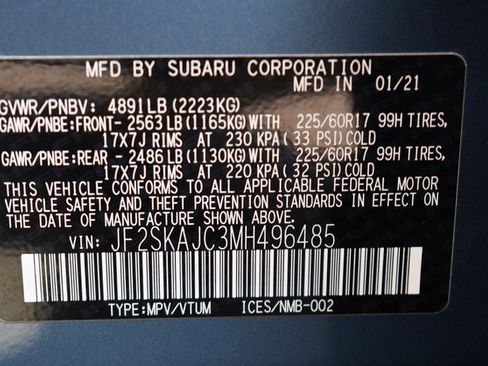 MFD BY SUBARU CORPORATION
MFD IN 01/21
GVWR/PNBV: 4891LB (2223KG)
GAWR/PNBE:FRONT- 2563LB (1165KG) WITH 225/60R17 99H TIRES,
17X7J RIMS AT 230 KPA (33 PSI) COLD
GAWR/PNBE:REAR - 2486LB (1130KG) WITH 225/60R17 99H TIRES,
17X7J RIMS AT 220 KPA (32 PSI) COLD
THIS VEHICLE CONFORMS TO ALL APPLICABLE FEDERAL MOTOR
VEHICLE SAFETY AND THEFT PREVENTION STANDARDS IN EFFECT ON
THE DATE OF MANUFACTURE SHOWN ABOVE.
VIN: JF2SKAJC3MH496485
TYPE:MPV/VTUM ICES/NMB-002